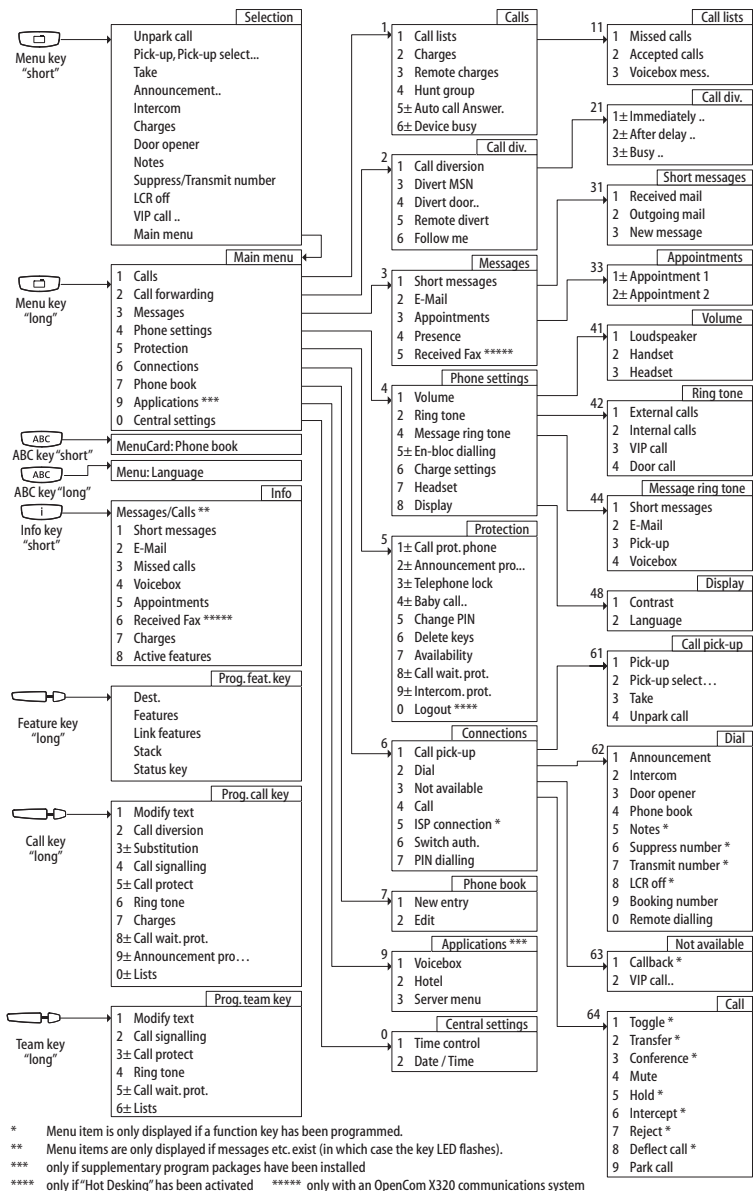 Selection
Menu key
“short”
Unpark call
Pick-up, Pick-up select...
Take
Announcement..
Intercom
Charges
Door opener
Notes
Suppress/Transmit number
LCR off
VIP call ..
Main menu
Main menu
Menu key
“long”
1 Calls
2 Call forwarding
3 Messages
4 Phone settings
5 Protection
6 Connections
7 Phone book
9 Applications ***
0 Central settings
ABC
ABC key “short”
MenuCard: Phone book
ABC
ABC key “long”
Menu: Language
Info
i
Info key
“short”
Messages/Calls **
1 Short messages
2 E-Mail
3 Missed calls
4 Voicebox
5 Appointments
6 Received Fax *****
7 Charges
8 Active features
Prog. feat. key
Feature key
“long”
Dest.
Features
Link features
Stack
Status key
Prog. call key
Call key
“long”
1 Modify text
2 Call diversion
3± Substitution
4 Call signalling
5± Call protect
6 Ring tone
7 Charges
8± Call wait. prot.
9± Announcement pro…
0± Lists
Prog. team key
Team key
“long”
1 Modify text
2 Call signalling
3± Call protect
4 Ring tone
5± Call wait. prot.
6± Lists
Calls
1
1 Call lists
2 Charges
3 Remote charges
4 Hunt group
5± Auto call Answer.
6± Device busy
Call div.
2
1 Call diversion
3 Divert MSN
4 Divert door..
5 Remote divert
6 Follow me
Messages
3
1 Short messages
2 E-Mail
3 Appointments
4 Presence
5 Received Fax *****
Phone settings
4
1 Volume
2 Ring tone
4 Message ring tone
5± En-bloc dialling
6 Charge settings
7 Headset
8 Display
Protection
5
1± Call prot. phone
2± Announcement pro...
3± Telephone lock
4± Baby call..
5 Change PIN
6 Delete keys
7 Availability
8± Call wait. prot.
9± Intercom. prot.
0 Logout ****
Connections
6
1 Call pick-up
2 Dial
3 Not available
4 Call
5 ISP connection *
6 Switch auth.
7 PIN dialling
Phone book
7
1 New entry
2 Edit
Applications ***
9
1 Voicebox
2 Hotel
3 Server menu
Central settings
0
1 Time control
2 Date / Time
Call lists
11
1 Missed calls
2 Accepted calls
3 Voicebox mess.
Call div.
21
1± Immediately ..
2± After delay ..
3± Busy ..
Short messages
31
1 Received mail
2 Outgoing mail
3 New message
Appointments
33
1± Appointment 1
2± Appointment 2
Volume
41
1 Loudspeaker
2 Handset
3 Headset
Ring tone
42
1 External calls
2 Internal calls
3 VIP call
4 Door call
Message ring tone
44
1 Short messages
2 E-Mail
3 Pick-up
4 Voicebox
Display
48
1 Contrast
2 Language
Call pick-up
61
1 Pick-up
2 Pick-up select…
3 Take
4 Unpark call
Dial
62
1 Announcement
2 Intercom
3 Door opener
4 Phone book
5 Notes *
6 Suppress number *
7 Transmit number *
8 LCR off *
9 Booking number
0 Remote dialling
Not available
63
1 Callback *
2 VIP call..
Call
64
1 Toggle *
2 Transfer *
3 Conference *
4 Mute
5 Hold *
6 Intercept *
7 Reject *
8 Deflect call *
9 Park call
* Menu item is only displayed if a function key has been programmed.
** Menu items are only displayed if messages etc. exist (in which case the key LED flashes).
*** only if supplementary program packages have been installed
**** only if “Hot Desking” has been activated ***** only with an OpenCom X320 communications system